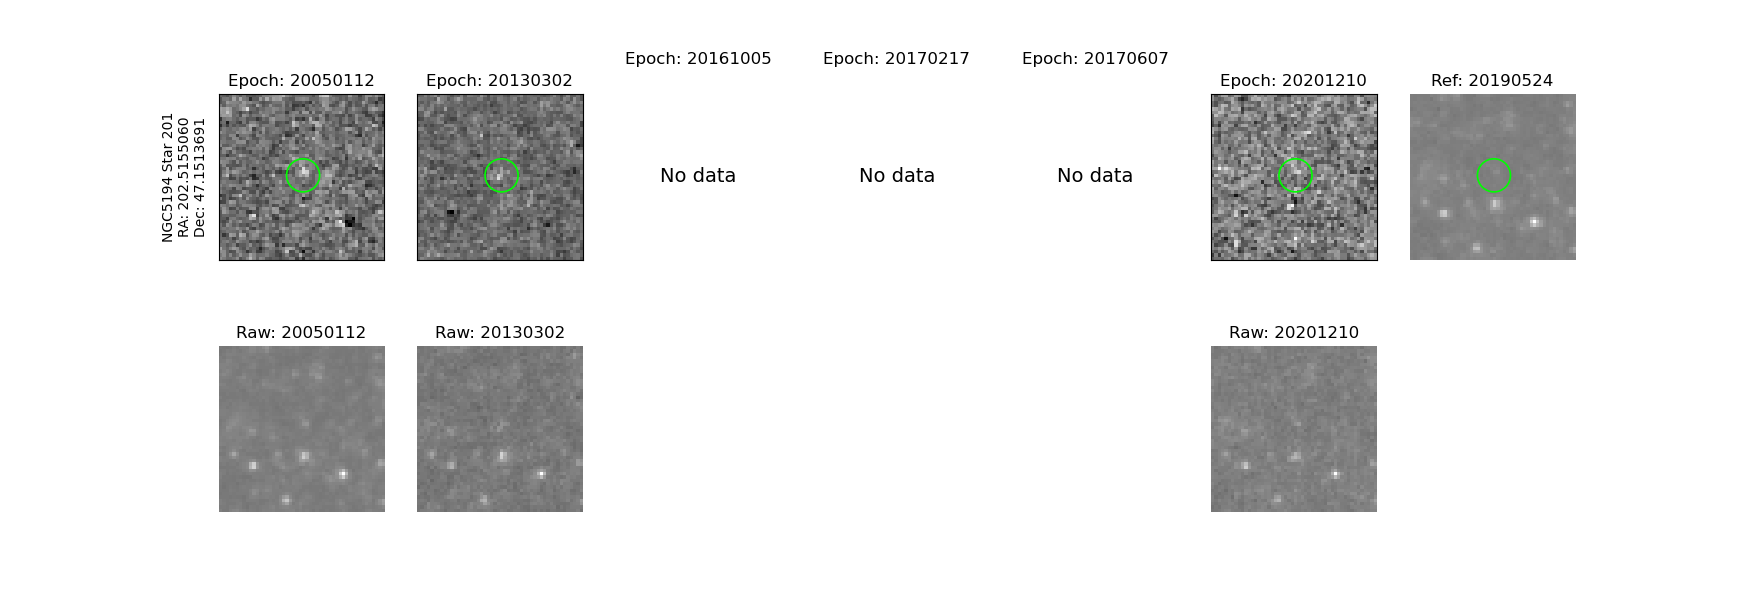 Epoch: 20050112
Epoch: 20130302
Epoch: 20161005
Epoch: 20170217
Epoch: 20170607
Epoch: 20201210
Ref: 20190524
NGC5194 Star 201
RA: 202.5155060
Dec: 47.1513691
No data
No data
No data
Raw: 20050112
Raw: 20130302
Raw: 20201210